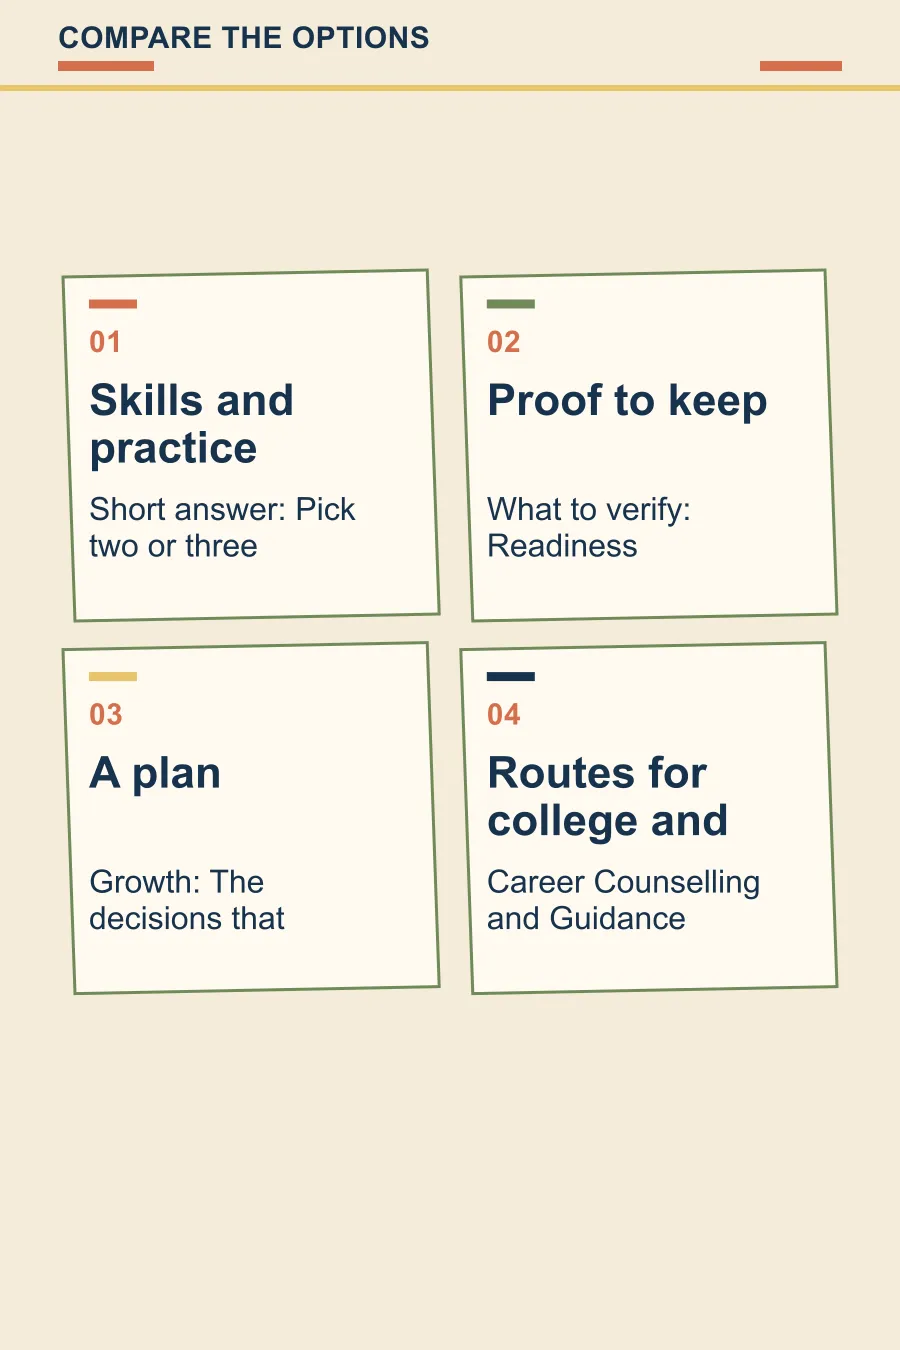 COMPARE THE OPTIONS
01
Skills and
practice
Short answer: Pick
two or three
02
Proof to keep
What to verify:
Readiness
03
A plan
Growth: The
decisions that
04
Routes for
college and
Career Counselling
and Guidance